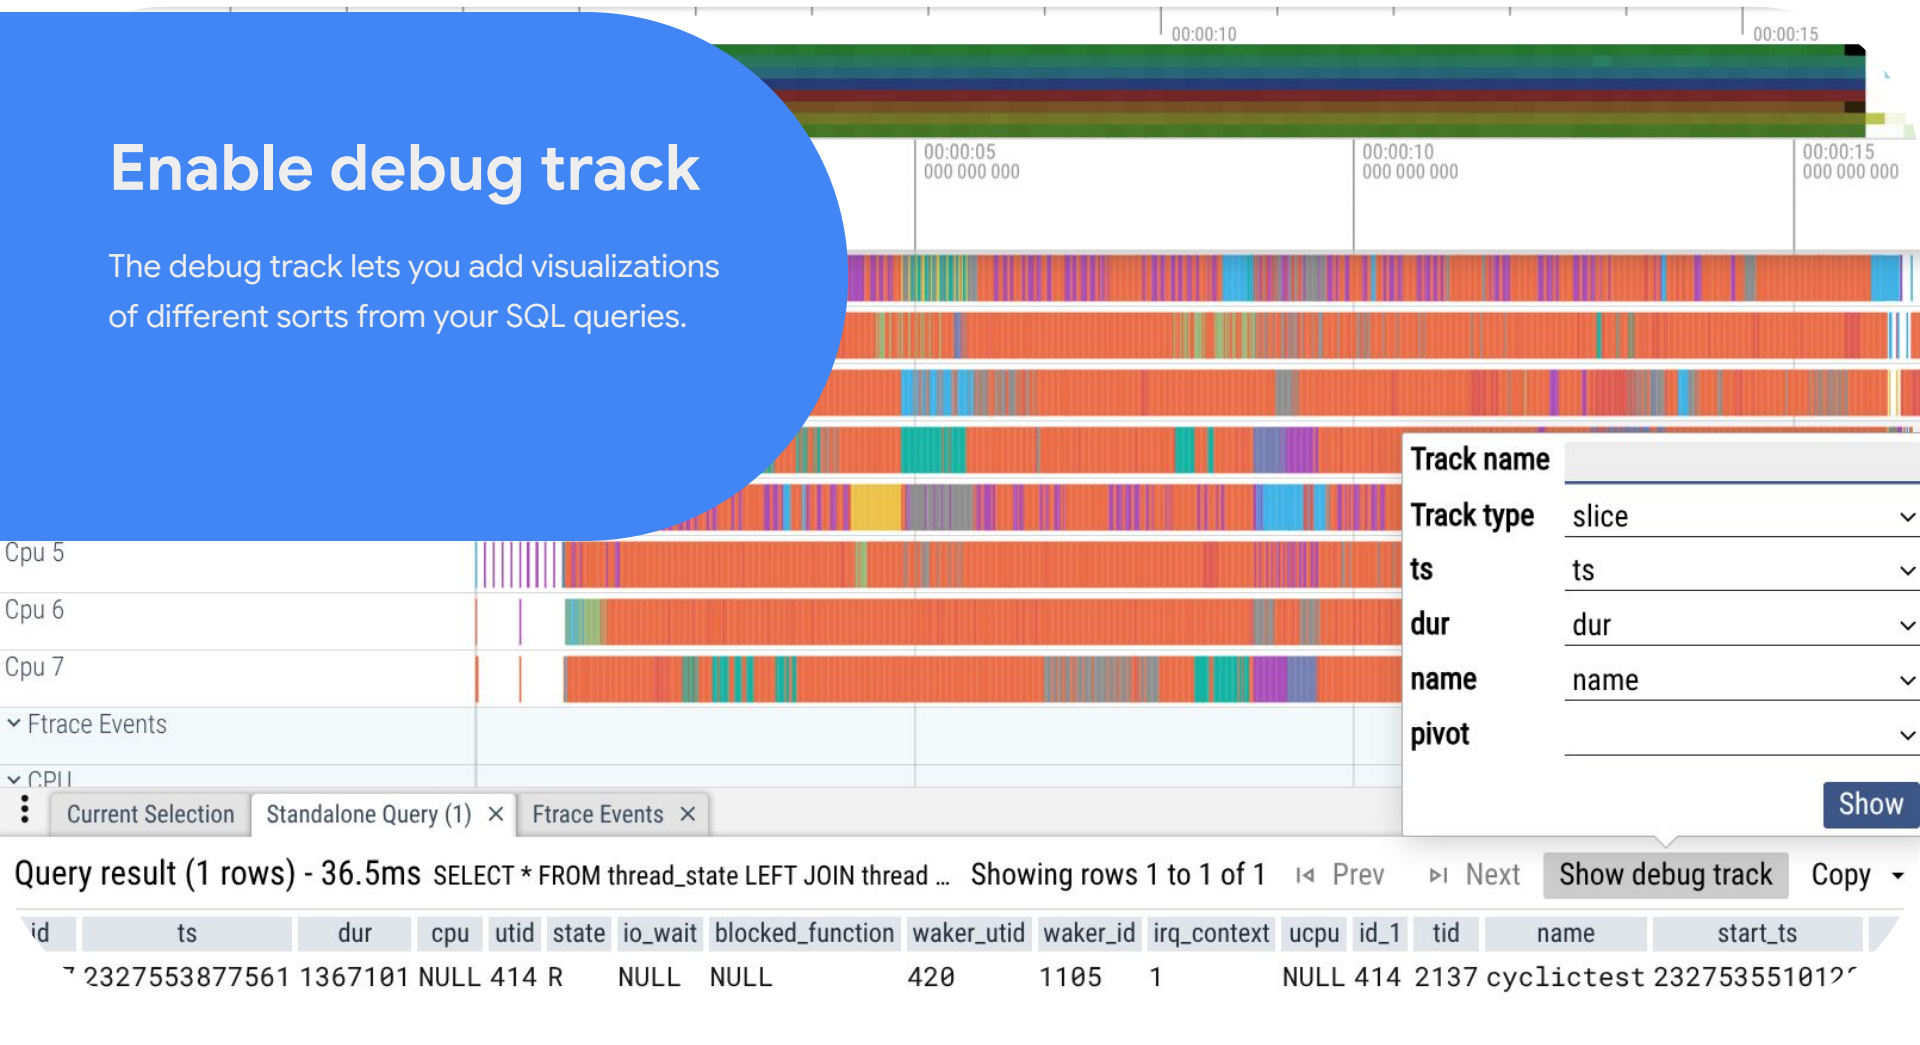 00:00:10
00:00:15
Enable debug track
The debug track lets you add visualizations
of different sorts from your SQL queries.
00:00:05
000 000 000
00:00:10
000 000 000
00:00:15
000 000 000
Cpu 5
Cpu 6
Cpu 7
Ftrace Events
CPU
Track name
Track type slice
ts ts
dur dur
name name
pivot
Show
Current Selection Standalone Query (1) × Ftrace Events ×
Query result (1 rows) - 36.5ms SELECT * FROM thread_state LEFT JOIN thread ... Showing rows 1 to 1 of 1 Prev Next Show debug track Copy
id ts dur cpu utid state io_wait blocked_function waker_utid waker_id irq_context ucpu id_1 tid name start_ts
2327553877561 1367101 NULL 414 R NULL NULL 420 1105 1 NULL 414 2137 cyclictest